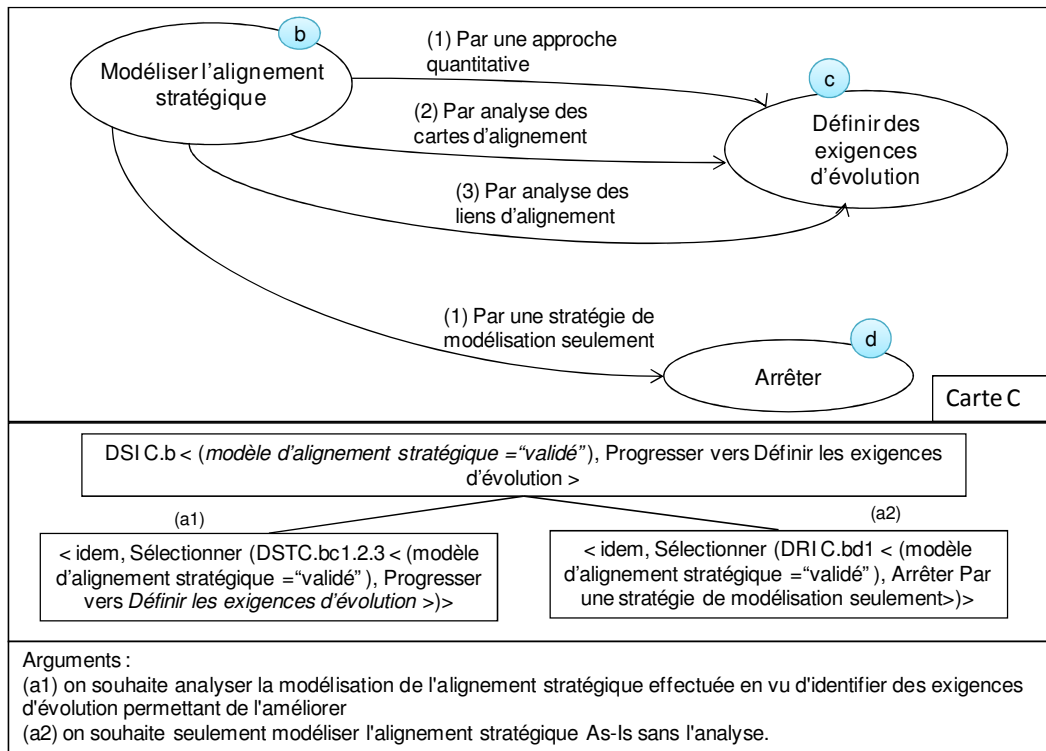 b
Modéliser l'alignement
stratégique
(1) Par une approche
quantitative
c
Définir des
exigences
d'évolution
(2) Par analyse des
cartes d'alignement
(3) Par analyse des
liens d'alignement
(1) Par une stratégie de
modélisation seulement
d
Arrêter
Carte C
DSI C.b < (modèle d'alignement stratégique ="validé"), Progresser vers Définir les exigences
d'évolution >
(a1)
(a2)
< idem, Sélectionner (DSTC.bc1.2.3 < (modèle
d'alignement stratégique ="validé"), Progresser
vers Définir les exigences d'évolution >)>
< idem, Sélectionner (DRI C.bd1 < (modèle
d'alignement stratégique ="validé"), Arrêter Par
une stratégie de modélisation seulement>)>
Arguments :
(a1) on souhaite analyser la modélisation de l'alignement stratégique effectuée en vu d'identifier des exigences
d'évolution permettant de l'améliorer
(a2) on souhaite seulement modéliser l'alignement stratégique As-Is sans l'analyse.